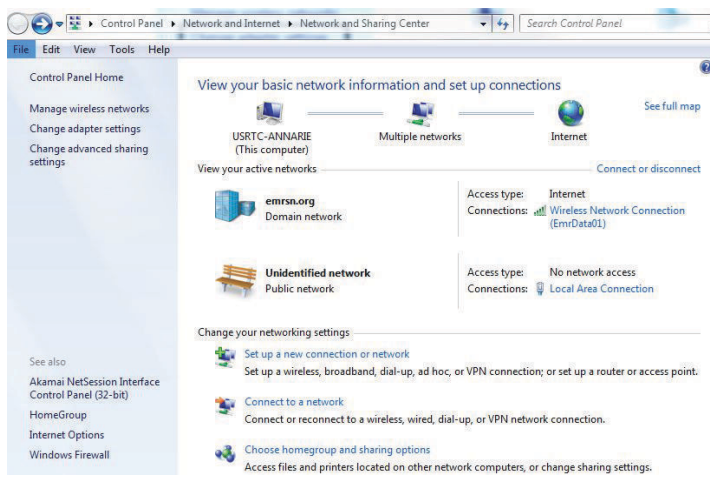 Control Panel ▸ Network and Internet ▸ Network and Sharing Center
Search Control Panel
File Edit View Tools Help
Control Panel Home
Manage wireless networks
Change adapter settings
Change advanced sharing
settings
See also
Akamai NetSession Interface
Control Panel (32-bit)
HomeGroup
Internet Options
Windows Firewall
View your basic network information and set up connections
See full map
USRTC-ANNARIE
(This computer)
Multiple networks
Internet
View your active networks
Connect or disconnect
emrsn.org
Domain network
Access type: Internet
Connections: Wireless Network Connection
(EmrData01)
Unidentified network
Public network
Access type: No network access
Connections: Local Area Connection
Change your networking settings
Set up a new connection or network
Set up a wireless, broadband, dial-up, ad hoc, or VPN connection; or set up a router or access point.
Connect to a network
Connect or reconnect to a wireless, wired, dial-up, or VPN network connection.
Choose homegroup and sharing options
Access files and printers located on other network computers, or change sharing settings.